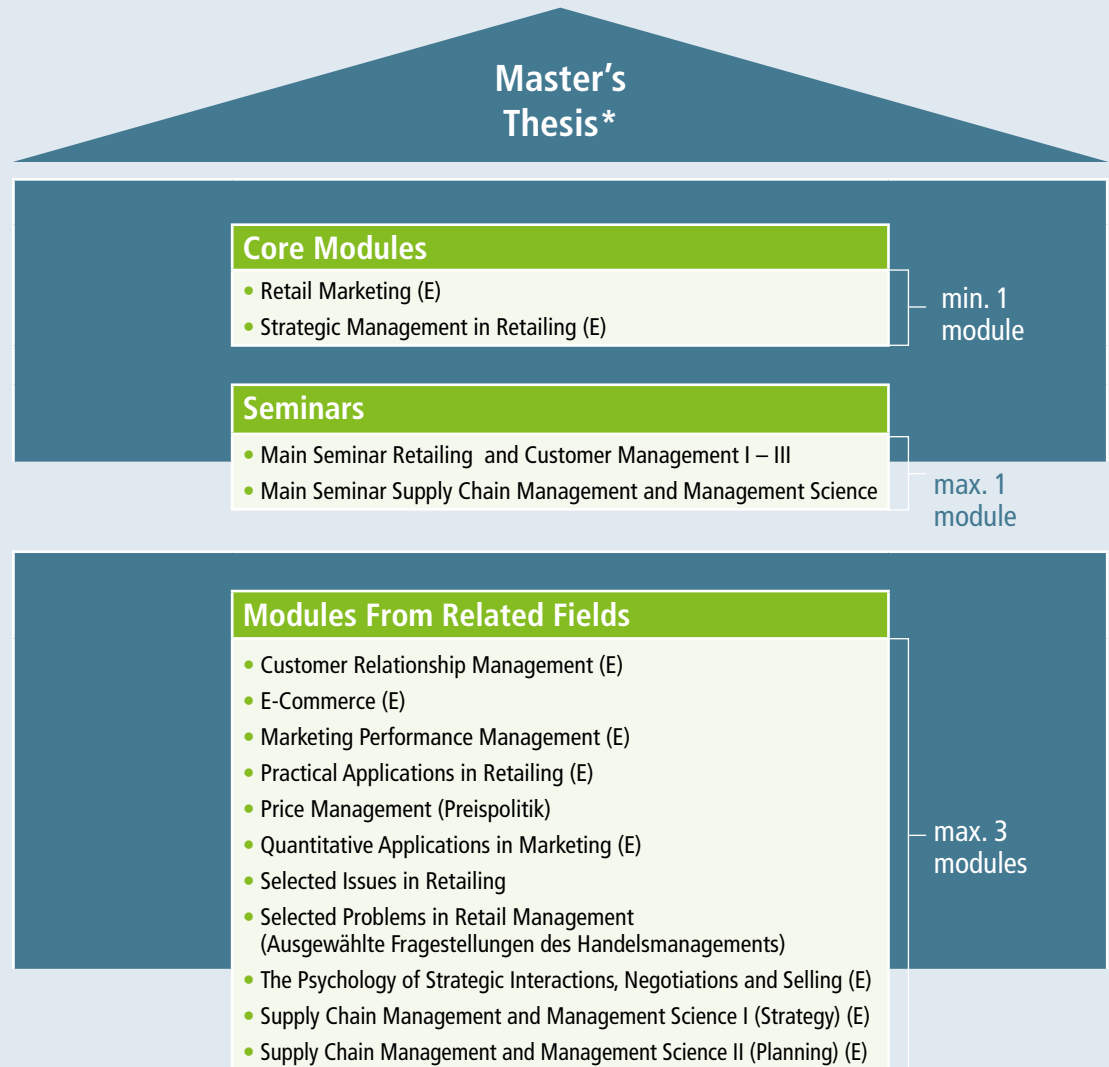 Master's
Thesis*
Core Modules
• Retail Marketing (E)
• Strategic Management in Retailing (E)
min. 1
module
Seminars
• Main Seminar Retailing and Customer Management I – III
• Main Seminar Supply Chain Management and Management Science
max. 1
module
Modules From Related Fields
• Customer Relationship Management (E)
• E-Commerce (E)
• Marketing Performance Management (E)
• Practical Applications in Retailing (E)
• Price Management (Preispolitik)
• Quantitative Applications in Marketing (E)
• Selected Issues in Retailing
• Selected Problems in Retail Management
(Ausgewählte Fragestellungen des Handelsmanagements)
• The Psychology of Strategic Interactions, Negotiations and Selling (E)
• Supply Chain Management and Management Science I (Strategy) (E)
• Supply Chain Management and Management Science II (Planning) (E)
max. 3
modules